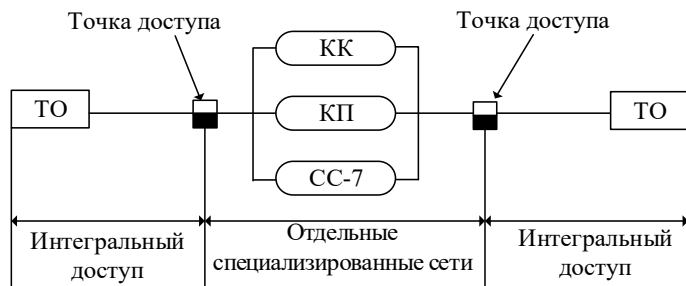 Точка доступа
Точка доступа
КК
ТО
КП
ТО
СС-7
Интегральный
доступ
Отдельные
специализированные сети
Интегральный
доступ